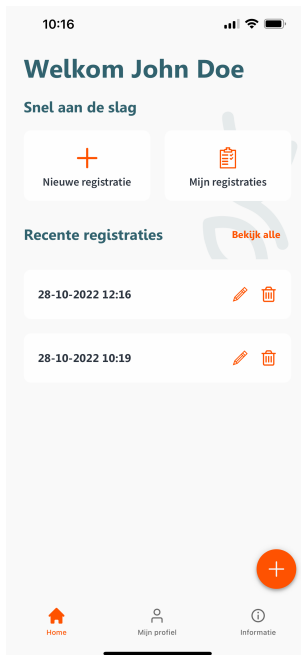 10:16
Welkom John Doe
Snel aan de slag
Nieuwe registratie
Mijn registraties
Recente registraties
Bekijk alle
28-10-2022 12:16
28-10-2022 10:19
Home
Mijn profiel
Informatie